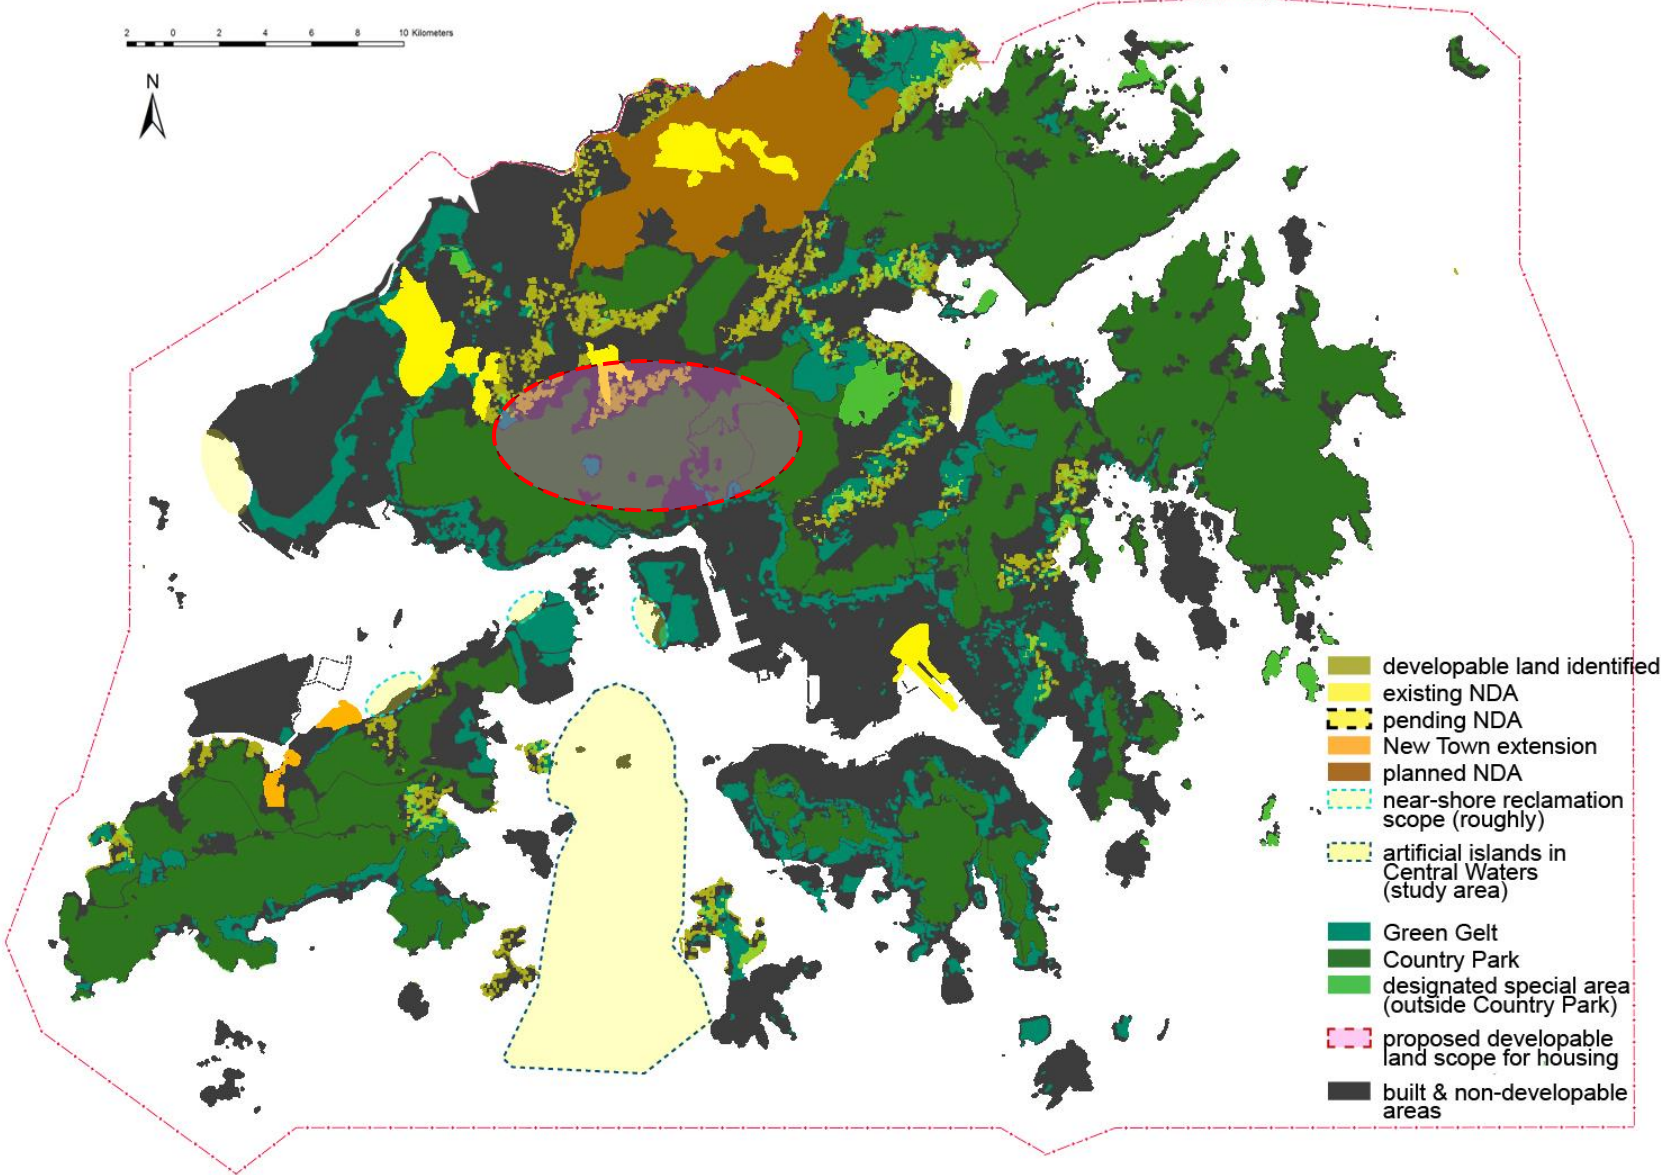 2 0 2 4 6 8 10 Kilometers
N
developable land identified
existing NDA
pending NDA
New Town extension
planned NDA
near-shore reclamation
scope (roughly)
artificial islands in
Central Waters
(study area)
Green Gelt
Country Park
designated special area
(outside Country Park)
proposed developable
land scope for housing
built & non-developable
areas